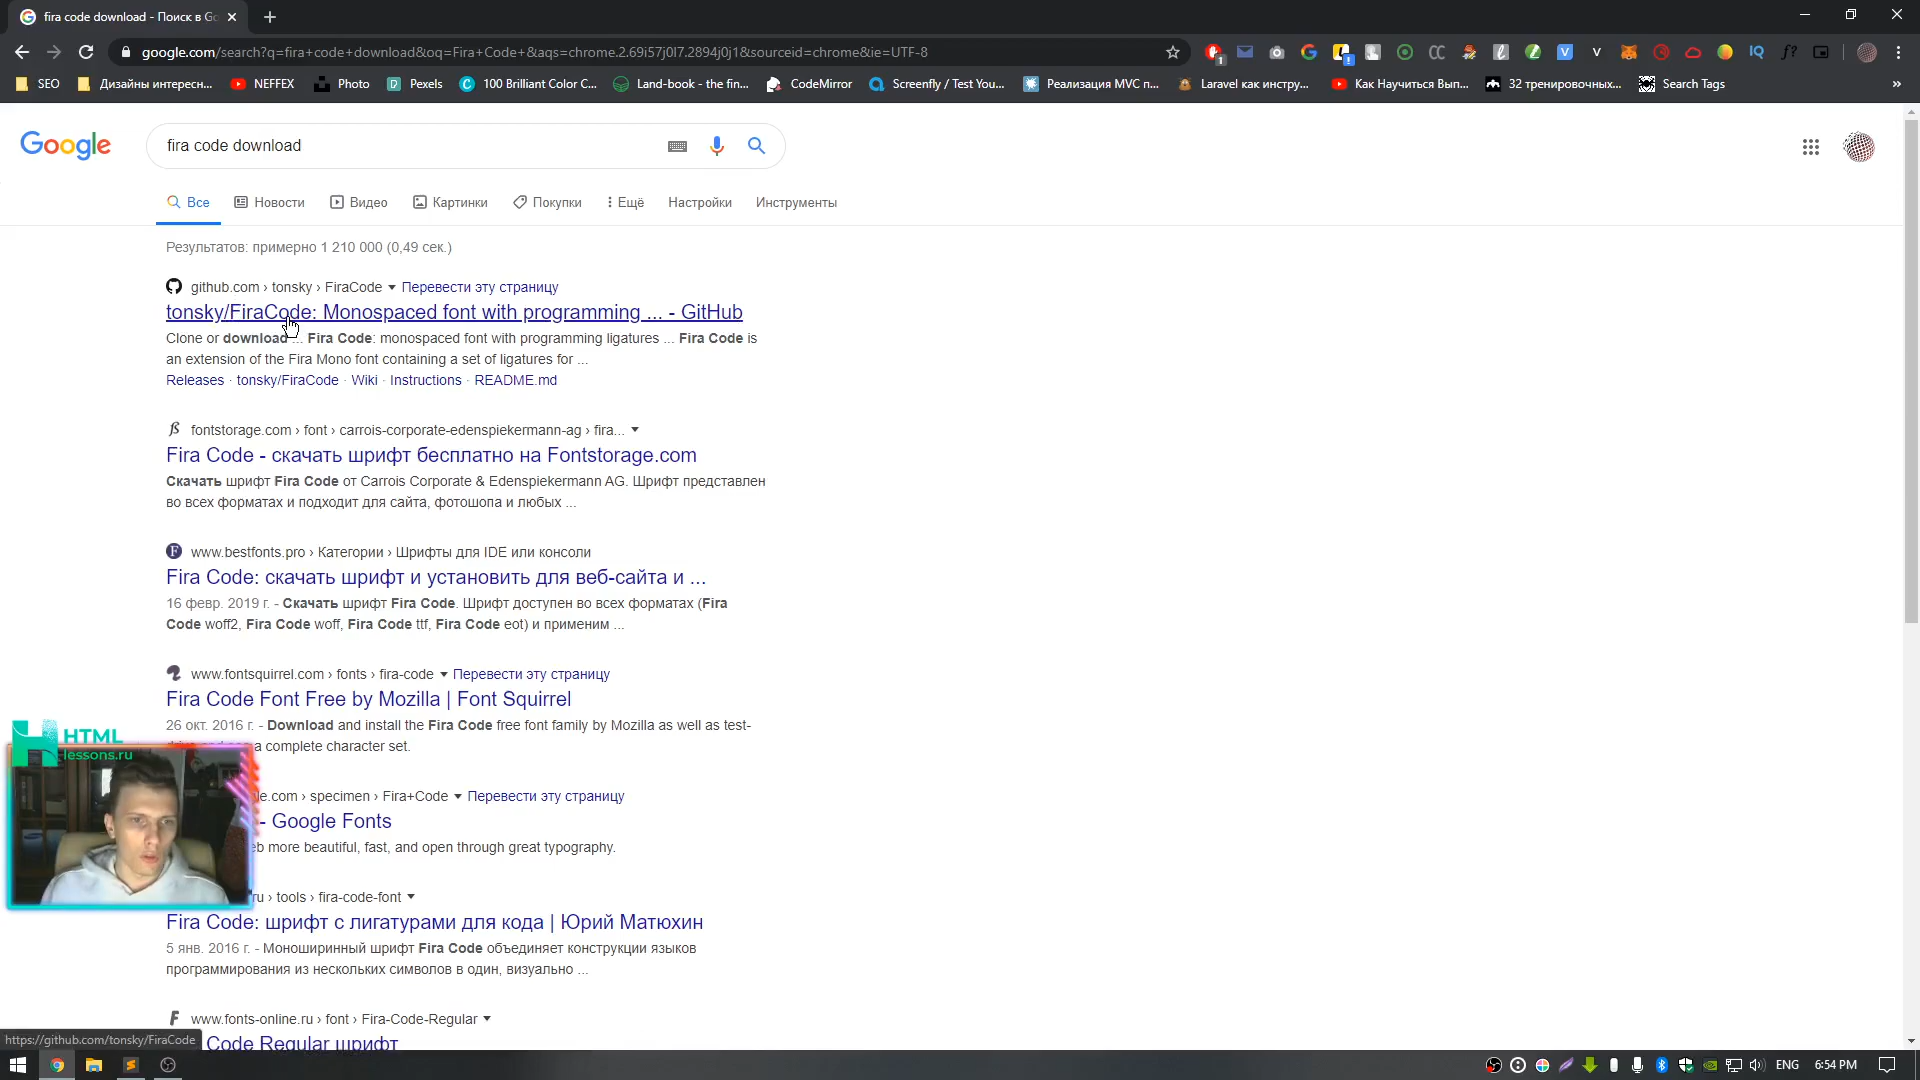 fira code download - Поиск в Go
google.com/search?q=fira+code+download&oq=Fira+Code+&aqs=chrome.2.69i57j0l7.2894j0j1&sourceid=chrome&ie=UTF-8
SEO
Дизайны интересн...
NEFFEX
Photo
Pexels
100 Brilliant Color C...
Land-book - the fin...
CodeMirror
Screenfly / Test You...
Реализация MVC п...
Laravel как инстру...
Как Научиться Вып...
32 тренировочных...
Search Tags
Google
fira code download
Все
Новости
Видео
Картинки
Покупки
Ещё
Настройки
Инструменты
Результатов: примерно 1 210 000 (0,49 сек.)
github.com › tonsky › FiraCode Перевести эту страницу
tonsky/FiraCode: Monospaced font with programming ... - GitHub
Clone or download ... Fira Code: monospaced font with programming ligatures ... Fira Code is
an extension of the Fira Mono font containing a set of ligatures for ...
Releases · tonsky/FiraCode · Wiki · Instructions · README.md
fontstorage.com › font › carrois-corporate-edenspiekermann-ag › fira...
Fira Code - скачать шрифт бесплатно на Fontstorage.com
Скачать шрифт Fira Code от Carrois Corporate & Edenspiekermann AG. Шрифт представлен
во всех форматах и подходит для сайта, фотошопа и любых ...
www.bestfonts.pro › Категории › Шрифты для IDE или консоли
Fira Code: скачать шрифт и установить для веб-сайта и ...
16 февр. 2019 г. - Скачать шрифт Fira Code. Шрифт доступен во всех форматах (Fira
Code woff2, Fira Code woff, Fira Code ttf, Fira Code eot) и применим ...
www.fontsquirrel.com › fonts › fira-code Перевести эту страницу
Fira Code Font Free by Mozilla | Font Squirrel
26 окт. 2016 г. - Download and install the Fira Code free font family by Mozilla as well as test-
a complete character set.
HTML
lessons.ru
le.com › specimen › Fira+Code Перевести эту страницу
- Google Fonts
eb more beautiful, fast, and open through great typography.
ru › tools › fira-code-font
Fira Code: шрифт с лигатурами для кода | Юрий Матюхин
5 янв. 2016 г. - Моноширинный шрифт Fira Code объединяет конструкции языков
программирования из нескольких символов в один, визуально ...
www.fonts-online.ru › font › Fira-Code-Regular
Code Regular шрифт
https://github.com/tonsky/FiraCode
ENG
6:54 PM